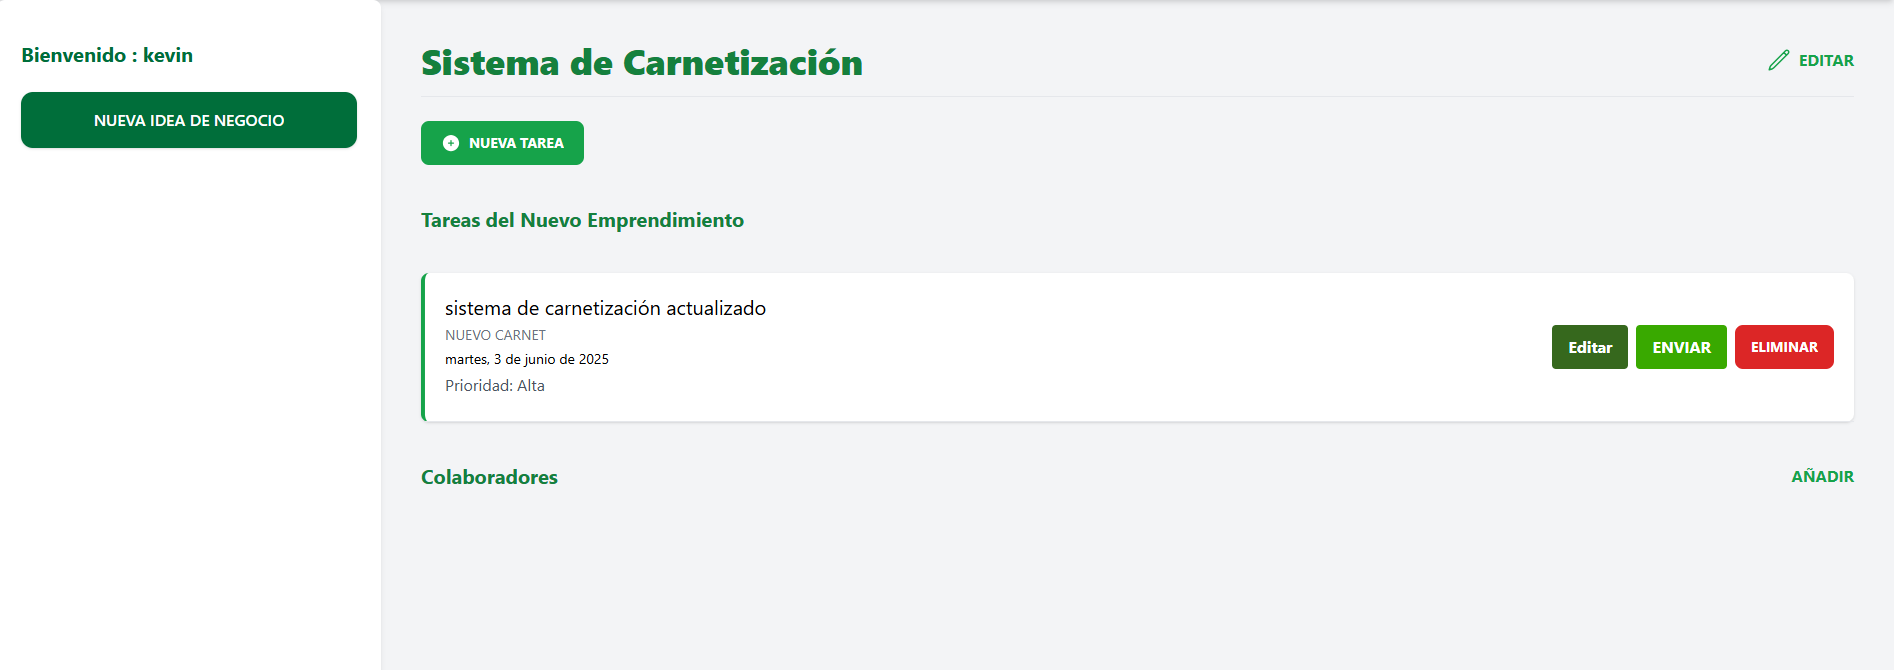 Bienvenido : kevin
NUEVA IDEA DE NEGOCIO
Sistema de Carnetización
EDITAR
NUEVA TAREA
Tareas del Nuevo Emprendimiento
sistema de carnetización actualizado
NUEVO CARNET
martes, 3 de junio de 2025
Prioridad: Alta
Editar
ENVIAR
ELIMINAR
Colaboradores
AÑADIR